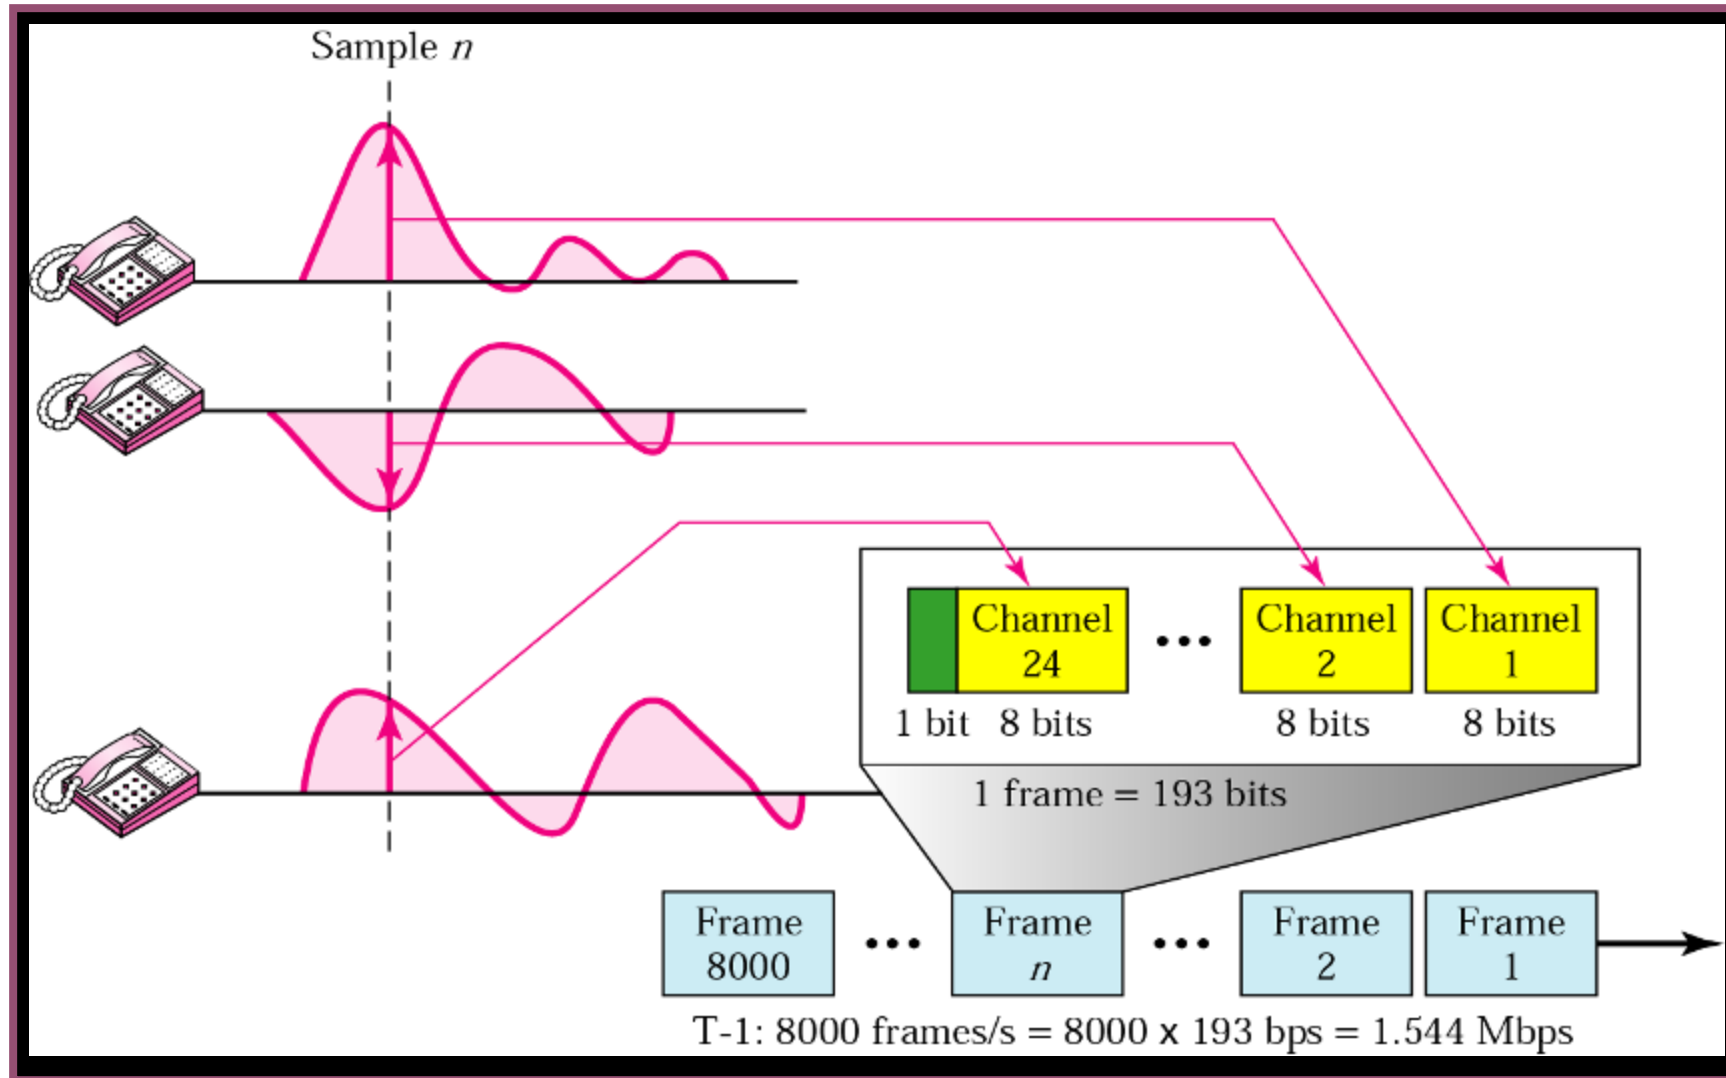 Sample n
Channel
24
Channel
2
Channel
1
1 bit
8 bits
8 bits
8 bits
1 frame = 193 bits
Frame
8000
Frame
n
Frame
2
Frame
1
T-1: 8000 frames/s = 8000 x 193 bps = 1.544 Mbps